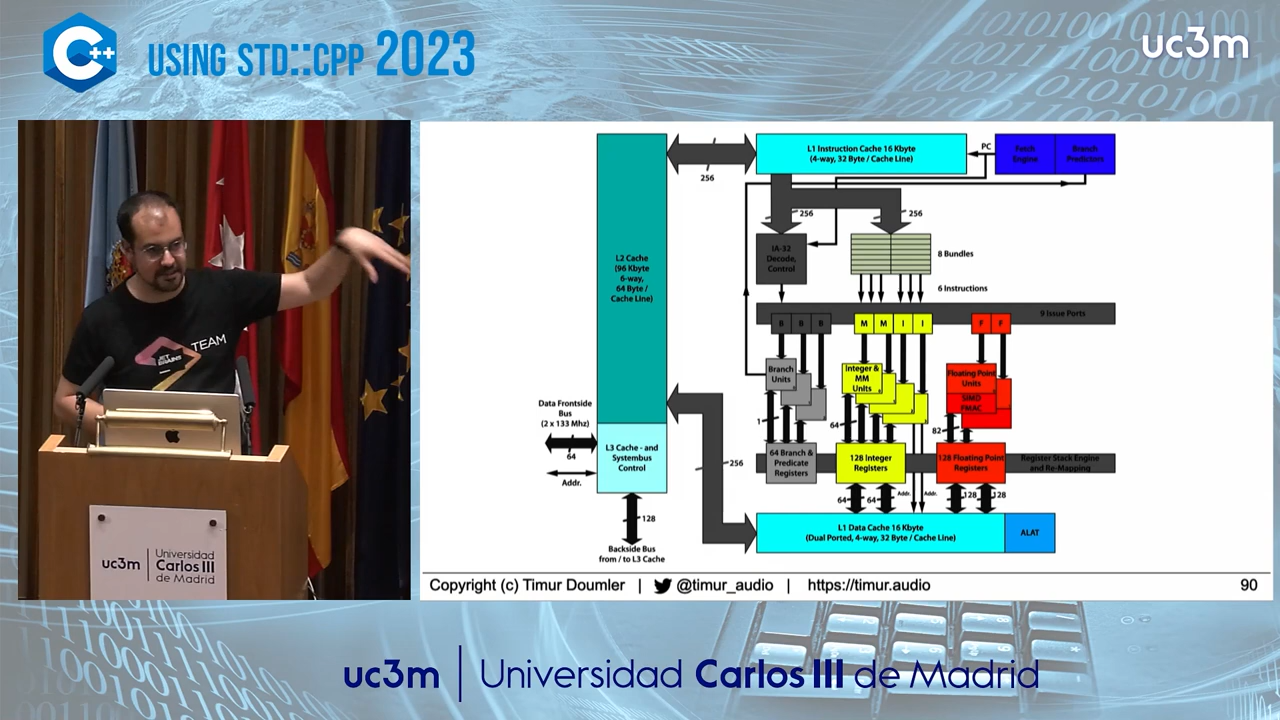 C++
USING STD::CPP 2023
uc3m
TEAM
JET
BRAINS
uc3m
Universidad
Carlos III
de Madrid
L2 Cache
(96 Kbyte
6-way,
64 Byte /
Cache Line)
L3 Cache - and
Systembus
Control
Data Frontside
Bus
(2 x 133 Mhz)
64
Addr.
128
Backside Bus
from / to L3 Cache
256
256
L1 Instruction Cache 16 Kbyte
(4-way, 32 Byte / Cache Line)
PC
Fetch
Engine
Branch
Predictors
256
256
IA-32
Decode,
Control
8 Bundles
6 Instructions
9 Issue Ports
B B B
M M I I
F F
Branch
Units
Integer &
MM
Units
Floating Point
Units
SIMD
FMAC
1
64
82
64 Branch &
Predicate
Registers
128 Integer
Registers
128 Floating Point
Registers
Register Stack Engine
and Re-Mapping
64
64
Addr.
Addr.
128
128
L1 Data Cache 16 Kbyte
(Dual Ported, 4-way, 32 Byte / Cache Line)
ALAT
Copyright (c) Timur Doumler | @timur_audio | https://timur.audio 90
uc3m | Universidad Carlos III de Madrid